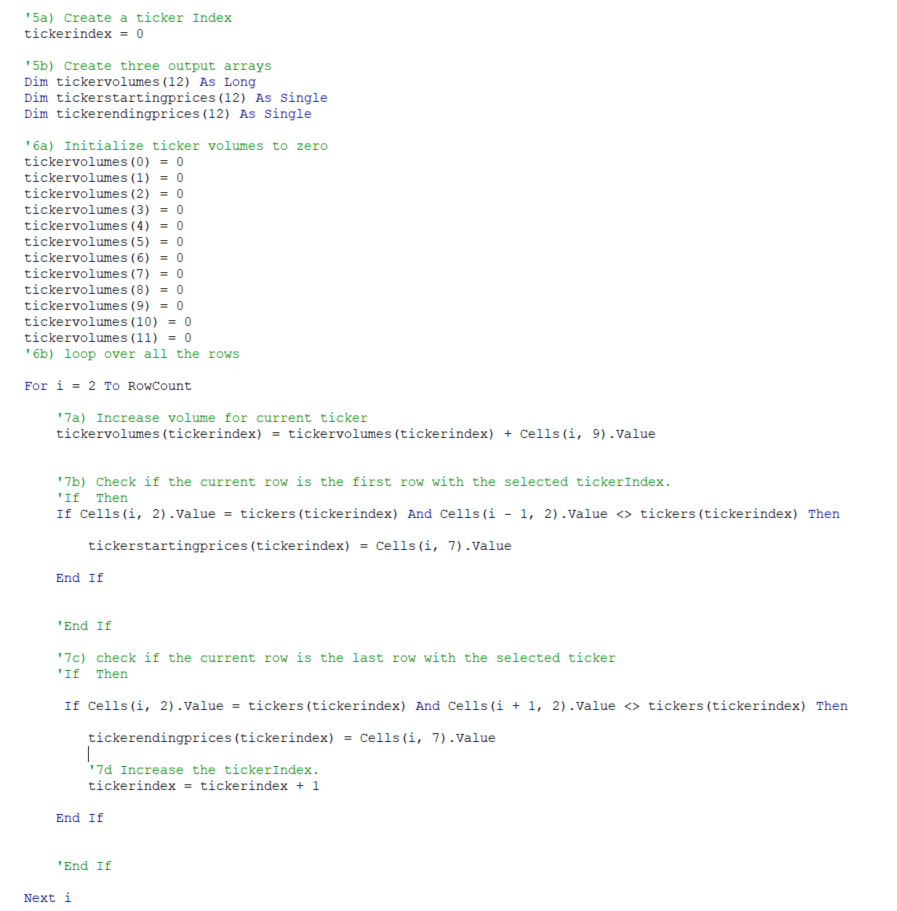 '5a) Create a ticker Index
tickerindex = 0
'5b) Create three output arrays
Dim tickervolumes(12) As Long
Dim tickerstartingprices(12) As Single
Dim tickerendingprices(12) As Single
'6a) Initialize ticker volumes to zero
tickervolumes(0) = 0
tickervolumes(1) = 0
tickervolumes(2) = 0
tickervolumes(3) = 0
tickervolumes(4) = 0
tickervolumes(5) = 0
tickervolumes(6) = 0
tickervolumes(7) = 0
tickervolumes(8) = 0
tickervolumes(9) = 0
tickervolumes(10) = 0
tickervolumes(11) = 0
'6b) loop over all the rows
For i = 2 To RowCount
'7a) Increase volume for current ticker
tickervolumes(tickerindex) = tickervolumes(tickerindex) + Cells(i, 9).Value
'7b) Check if the current row is the first row with the selected tickerIndex.
'If  Then
If Cells(i, 2).Value = tickers(tickerindex) And Cells(i - 1, 2).Value <> tickers(tickerindex) Then
tickerstartingprices(tickerindex) = Cells(i, 7).Value
End If
'End If
'7c) check if the current row is the last row with the selected ticker
'If  Then
If Cells(i, 2).Value = tickers(tickerindex) And Cells(i + 1, 2).Value <> tickers(tickerindex) Then
tickerendingprices(tickerindex) = Cells(i, 7).Value
'7d Increase the tickerIndex.
tickerindex = tickerindex + 1
End If
'End If
Next i